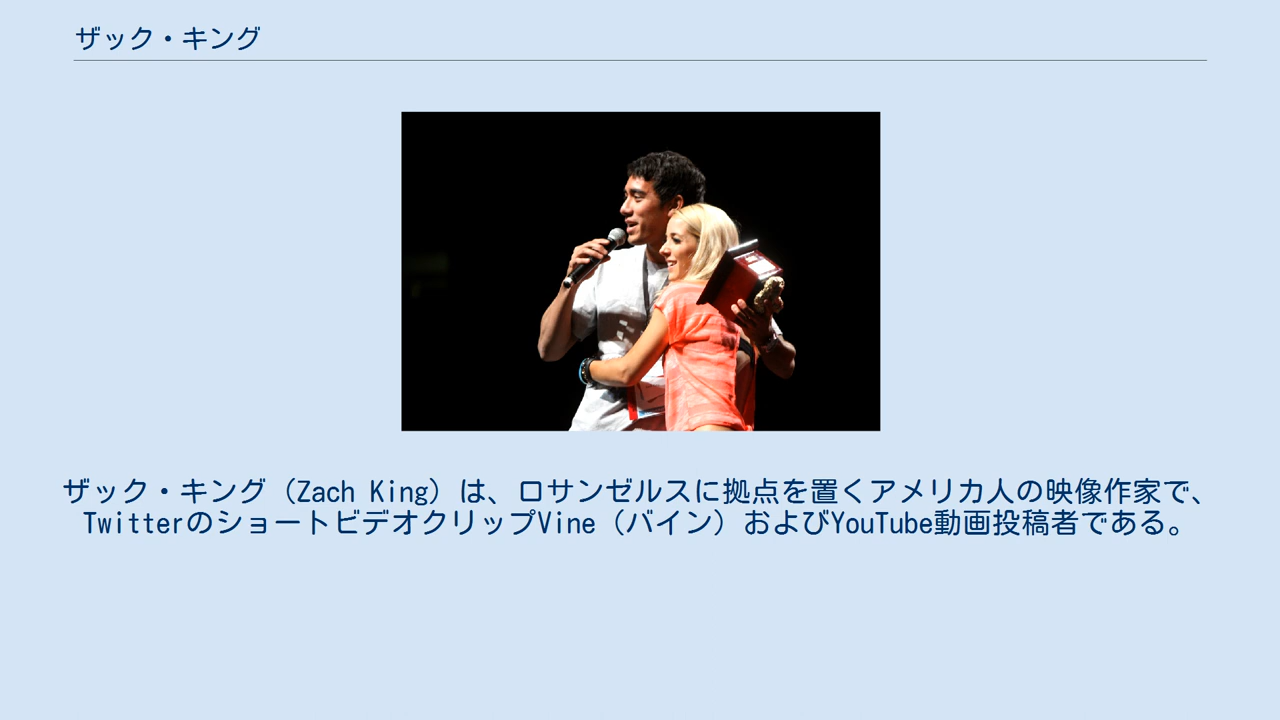 ザック・キング
ザック・キング（Zach King）は、ロサンゼルスに拠点を置くアメリカ人の映像作家で、
TwitterのショートビデオクリップVine（バイン）およびYouTube動画投稿者である。